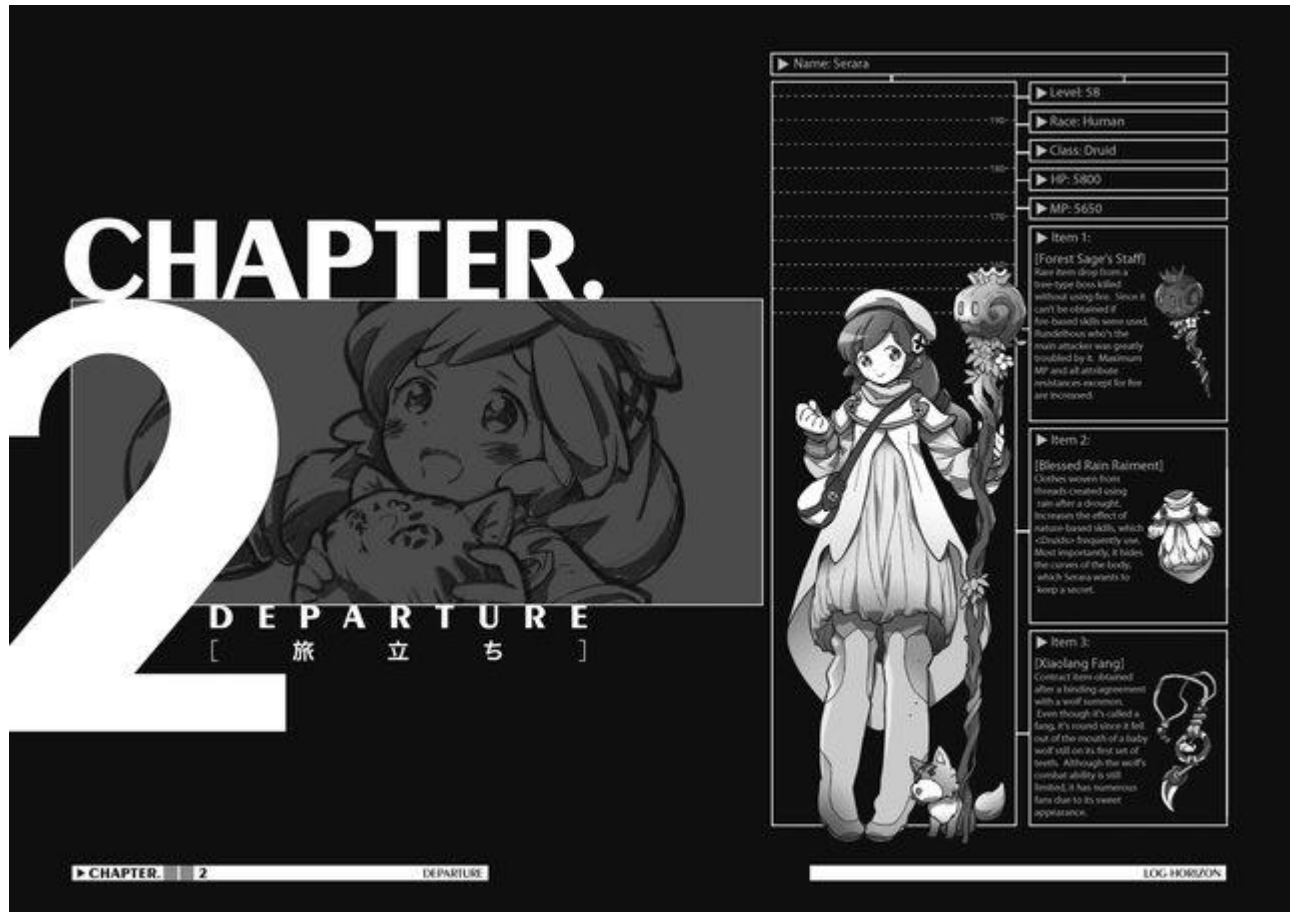 CHAPTER.
2
DEPARTURE
[ 旅立ち ]
▶ CHAPTER. 2
DEPARTURE
▶ Name: Serara
190
180
170
▶ Level: 58
▶ Race: Human
▶ Class: Druid
▶ HP: 5800
▶ MP: 5650
▶ Item 1:
[Forest Sage's Staff]
Rare item drop from a
tree-type boss killed
without using fire. Since it
can't be obtained if
fire-based skills were used,
Rundelhous who's the
main attacker was greatly
troubled by it. Maximum
MP and all attribute
resistances except for fire
are increased.
▶ Item 2:
[Blessed Rain Raiment]
Clothes woven from
threads created using
rain after a drought.
Increases the effect of
nature-based skills, which
<Druids> frequently use.
Most importantly, it hides
the curves of the body,
which Serara wants to
keep a secret.
▶ Item 3:
[Xiaolang Fang]
Contract item obtained
after a binding agreement
with a wolf summon.
Even though it's called a
fang, it's round since it fell
out of the mouth of a baby
wolf still on its first set of
teeth. Although the wolf's
combat ability is still
limited, it has numerous
fans due to its sweet
appearance.
LOG HORIZON